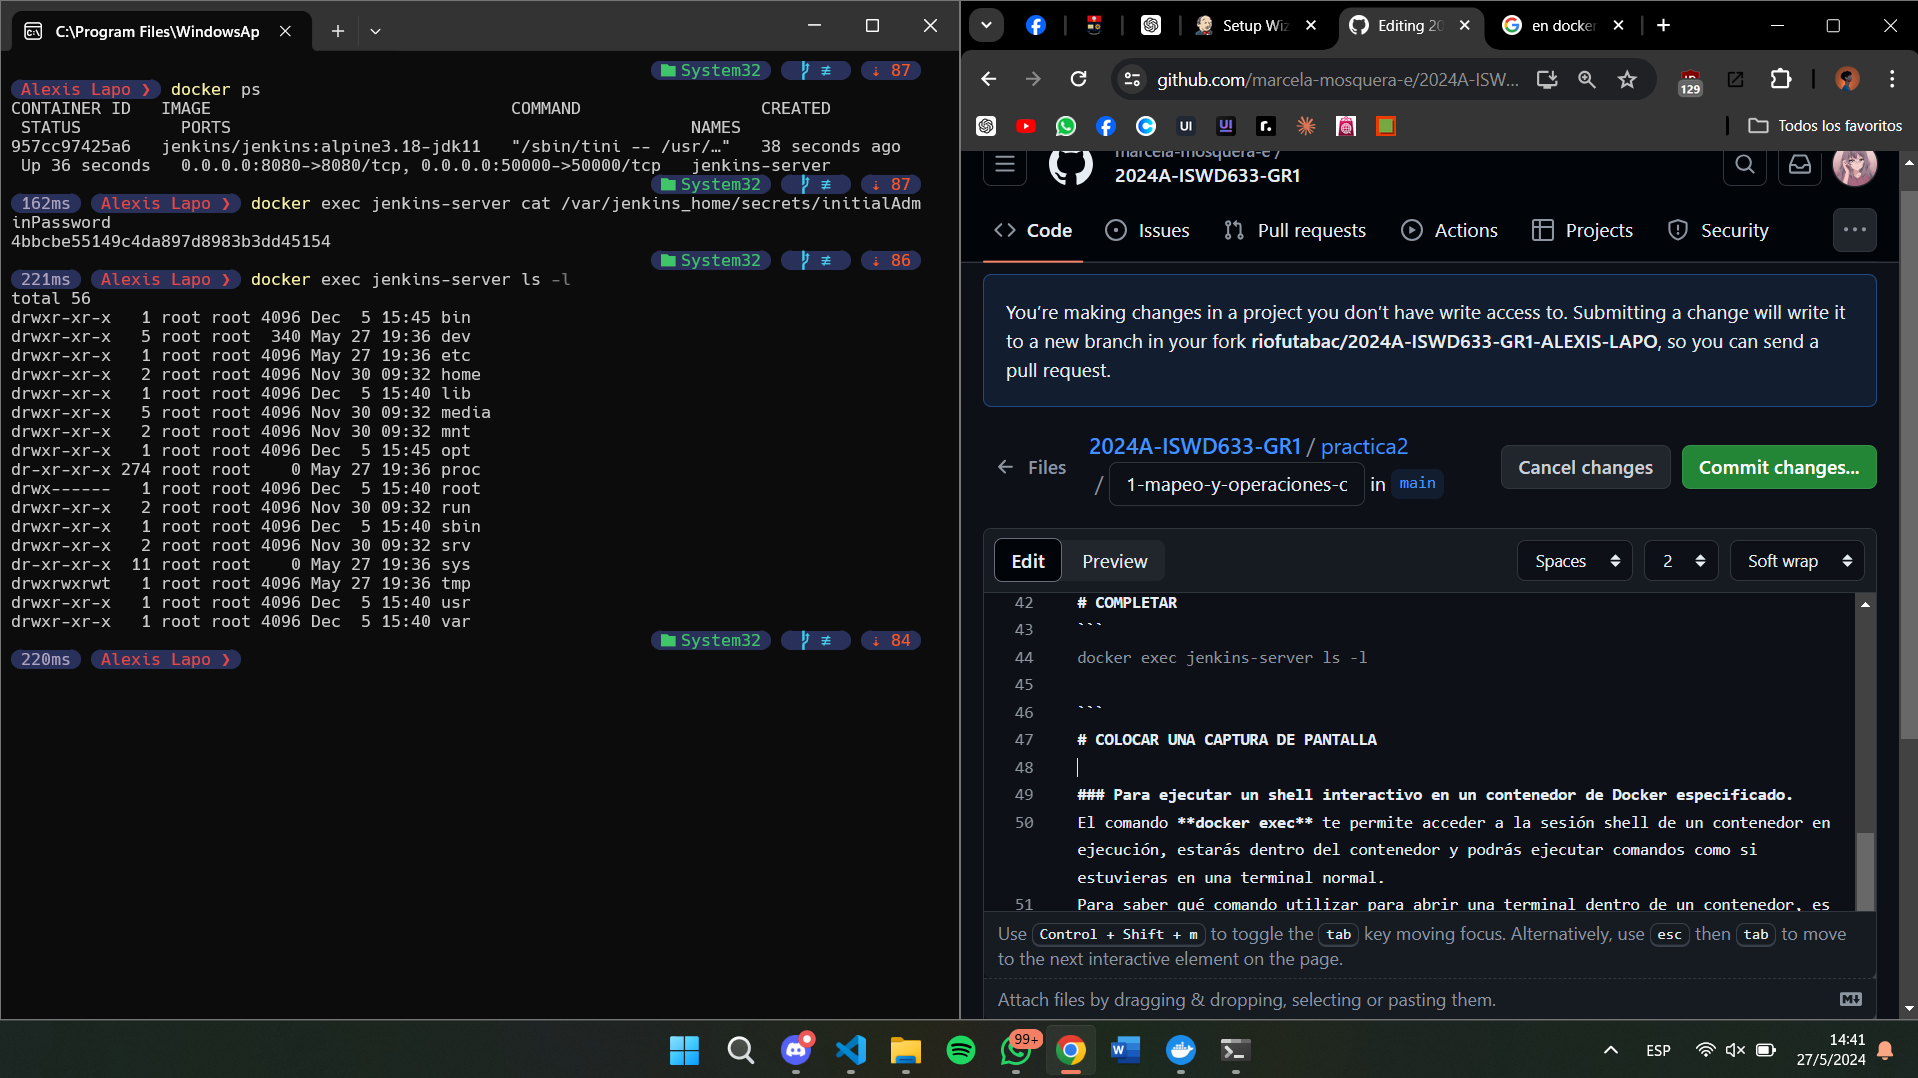 C:\Program Files\WindowsAp
System32 87
Alexis Lapo ❯ docker ps
CONTAINER ID   IMAGE                              COMMAND                  CREATED
 STATUS          PORTS                                              NAMES
957cc97425a6   jenkins/jenkins:alpine3.18-jdk11   "/sbin/tini -- /usr/…"   38 seconds ago
 Up 36 seconds   0.0.0.0:8080->8080/tcp, 0.0.0.0:50000->50000/tcp   jenkins-server
System32 ≢ ↓ 87
162ms Alexis Lapo ❯ docker exec jenkins-server cat /var/jenkins_home/secrets/initialAdm
inPassword
4bbcbe55149c4da897d8983b3dd45154
System32 ≢ ↓ 86
221ms Alexis Lapo ❯ docker exec jenkins-server ls -l
total 56
drwxr-xr-x   1 root root 4096 Dec  5 15:45 bin
drwxr-xr-x   5 root root  340 May 27 19:36 dev
drwxr-xr-x   1 root root 4096 May 27 19:36 etc
drwxr-xr-x   2 root root 4096 Nov 30 09:32 home
drwxr-xr-x   1 root root 4096 Dec  5 15:40 lib
drwxr-xr-x   5 root root 4096 Nov 30 09:32 media
drwxr-xr-x   2 root root 4096 Nov 30 09:32 mnt
drwxr-xr-x   1 root root 4096 Dec  5 15:45 opt
dr-xr-xr-x 274 root root    0 May 27 19:36 proc
drwx------   1 root root 4096 Dec  5 15:40 root
drwxr-xr-x   2 root root 4096 Nov 30 09:32 run
drwxr-xr-x   1 root root 4096 Dec  5 15:40 sbin
drwxr-xr-x   2 root root 4096 Nov 30 09:32 srv
dr-xr-xr-x  11 root root    0 May 27 19:36 sys
drwxrwxrwt   1 root root 4096 May 27 19:36 tmp
drwxr-xr-x   1 root root 4096 Dec  5 15:40 usr
drwxr-xr-x   1 root root 4096 Dec  5 15:40 var
System32 ≢ ↓ 84
220ms Alexis Lapo ❯
Setup Wiz Editing 20 en docker
github.com/marcela-mosquera-e/2024A-ISW... 129
Todos los favoritos
marcela-mosquera-e /
2024A-ISWD633-GR1
Code Issues Pull requests Actions Projects Security
You're making changes in a project you don't have write access to. Submitting a change will write it
to a new branch in your fork riofutabac/2024A-ISWD633-GR1-ALEXIS-LAPO, so you can send a
pull request.
Files 2024A-ISWD633-GR1 / practica2
/ 1-mapeo-y-operaciones-c in main
Cancel changes Commit changes...
Edit Preview Spaces 2 Soft wrap
42 # COMPLETAR
43 ```
44 docker exec jenkins-server ls -l
45
46 ```
47 # COLOCAR UNA CAPTURA DE PANTALLA
48
49 ### Para ejecutar un shell interactivo en un contenedor de Docker especificado.
50 El comando **docker exec** te permite acceder a la sesión shell de un contenedor en
ejecución, estarás dentro del contenedor y podrás ejecutar comandos como si
estuvieras en una terminal normal.
51 Para saber qué comando utilizar para abrir una terminal dentro de un contenedor, es
Use Control + Shift + m to toggle the tab key moving focus. Alternatively, use esc then tab to move
to the next interactive element on the page.
Attach files by dragging & dropping, selecting or pasting them.
99+
ESP
14:41
27/5/2024